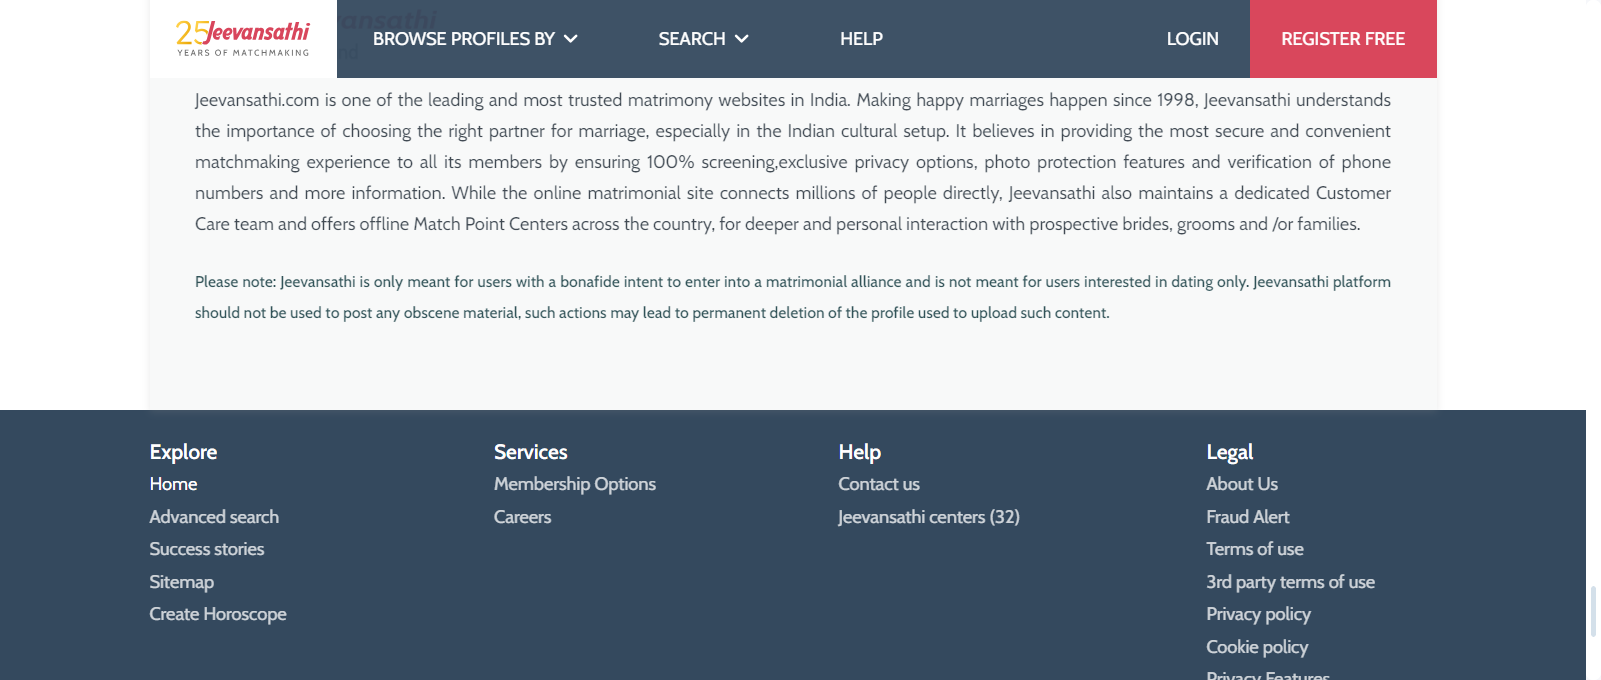 25 Jeevansathi
YEARS OF MATCHMAKING
BROWSE PROFILES BY
SEARCH
HELP
LOGIN
REGISTER FREE
Jeevansathi.com is one of the leading and most trusted matrimony websites in India. Making happy marriages happen since 1998, Jeevansathi understands
the importance of choosing the right partner for marriage, especially in the Indian cultural setup. It believes in providing the most secure and convenient
matchmaking experience to all its members by ensuring 100% screening,exclusive privacy options, photo protection features and verification of phone
numbers and more information. While the online matrimonial site connects millions of people directly, Jeevansathi also maintains a dedicated Customer
Care team and offers offline Match Point Centers across the country, for deeper and personal interaction with prospective brides, grooms and /or families.
Please note: Jeevansathi is only meant for users with a bonafide intent to enter into a matrimonial alliance and is not meant for users interested in dating only. Jeevansathi platform
should not be used to post any obscene material, such actions may lead to permanent deletion of the profile used to upload such content.
Explore
Home
Advanced search
Success stories
Sitemap
Create Horoscope
Services
Membership Options
Careers
Help
Contact us
Jeevansathi centers (32)
Legal
About Us
Fraud Alert
Terms of use
3rd party terms of use
Privacy policy
Cookie policy
Privacy Features